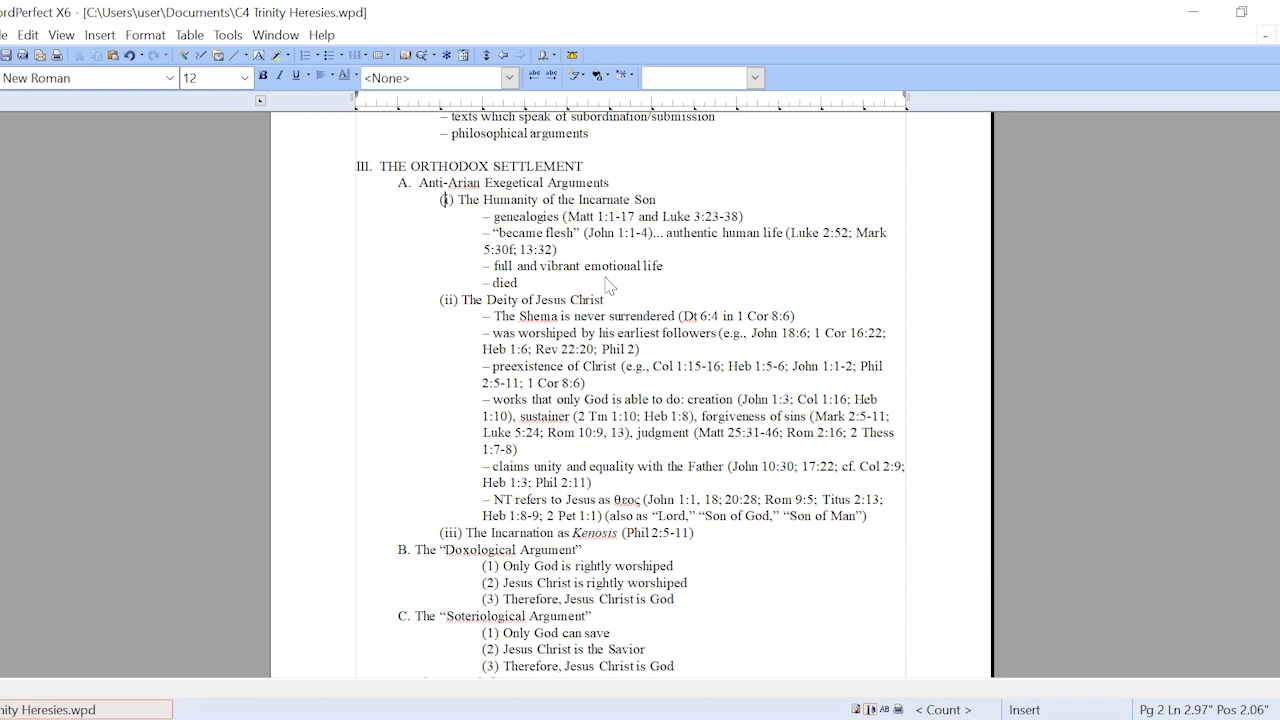 ordPerfect X6 - [C:\Users\user\Documents\C4 Trinity Heresies.wpd]
le Edit View Insert Format Table Tools Window Help
New Roman 12 <None>
– texts which speak of subordination/submission
– philosophical arguments
III. THE ORTHODOX SETTLEMENT
A. Anti-Arian Exegetical Arguments
(i) The Humanity of the Incarnate Son
– genealogies (Matt 1:1-17 and Luke 3:23-38)
– “became flesh” (John 1:1-4)... authentic human life (Luke 2:52; Mark
5:30f; 13:32)
– full and vibrant emotional life
– died
(ii) The Deity of Jesus Christ
– The Shema is never surrendered (Dt 6:4 in 1 Cor 8:6)
– was worshiped by his earliest followers (e.g., John 18:6; 1 Cor 16:22;
Heb 1:6; Rev 22:20; Phil 2)
– preexistence of Christ (e.g., Col 1:15-16; Heb 1:5-6; John 1:1-2; Phil
2:5-11; 1 Cor 8:6)
– works that only God is able to do: creation (John 1:3; Col 1:16; Heb
1:10), sustainer (2 Tm 1:10; Heb 1:8), forgiveness of sins (Mark 2:5-11;
Luke 5:24; Rom 10:9, 13), judgment (Matt 25:31-46; Rom 2:16; 2 Thess
1:7-8)
– claims unity and equality with the Father (John 10:30; 17:22; cf. Col 2:9;
Heb 1:3; Phil 2:11)
– NT refers to Jesus as θεος (John 1:1, 18; 20:28; Rom 9:5; Titus 2:13;
Heb 1:8-9; 2 Pet 1:1) (also as “Lord,” “Son of God,” “Son of Man”)
(iii) The Incarnation as Kenosis (Phil 2:5-11)
B. The “Doxological Argument”
(1) Only God is rightly worshiped
(2) Jesus Christ is rightly worshiped
(3) Therefore, Jesus Christ is God
C. The “Soteriological Argument”
(1) Only God can save
(2) Jesus Christ is the Savior
(3) Therefore, Jesus Christ is God
nity Heresies.wpd < Count > Insert Pg 2 Ln 2.97" Pos 2.06"